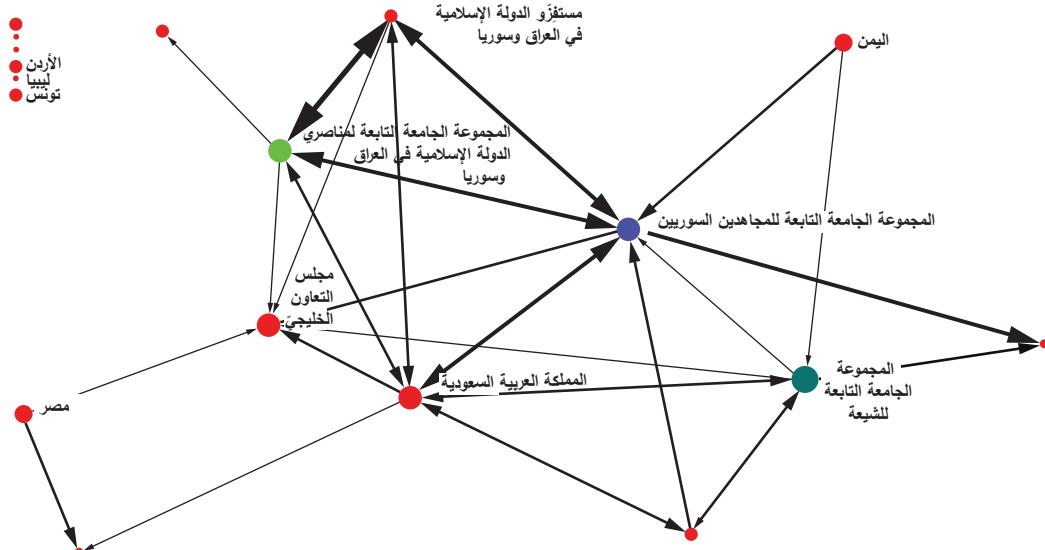 مستفِزّو الدولة الإسلامية
في العراق وسوريا
اليمن
الأردن
ليبيا
تونس
المجموعة الجامعة التابعة لمناصري
الدولة الإسلامية في العراق
وسوريا
المجموعة الجامعة التابعة للمجاهدين السوريين
مجلس
التعاون
الخليجيّ
المملكة العربية السعودية
المجموعة
الجامعة التابعة
للشيعة
مصر